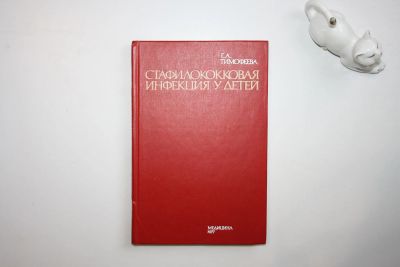 Г.А.
ТИМОФЕЕВА
СТАФИЛОКОККОВАЯ
ИНФЕКЦИЯ У ДЕТЕЙ
МЕДИЦИНА